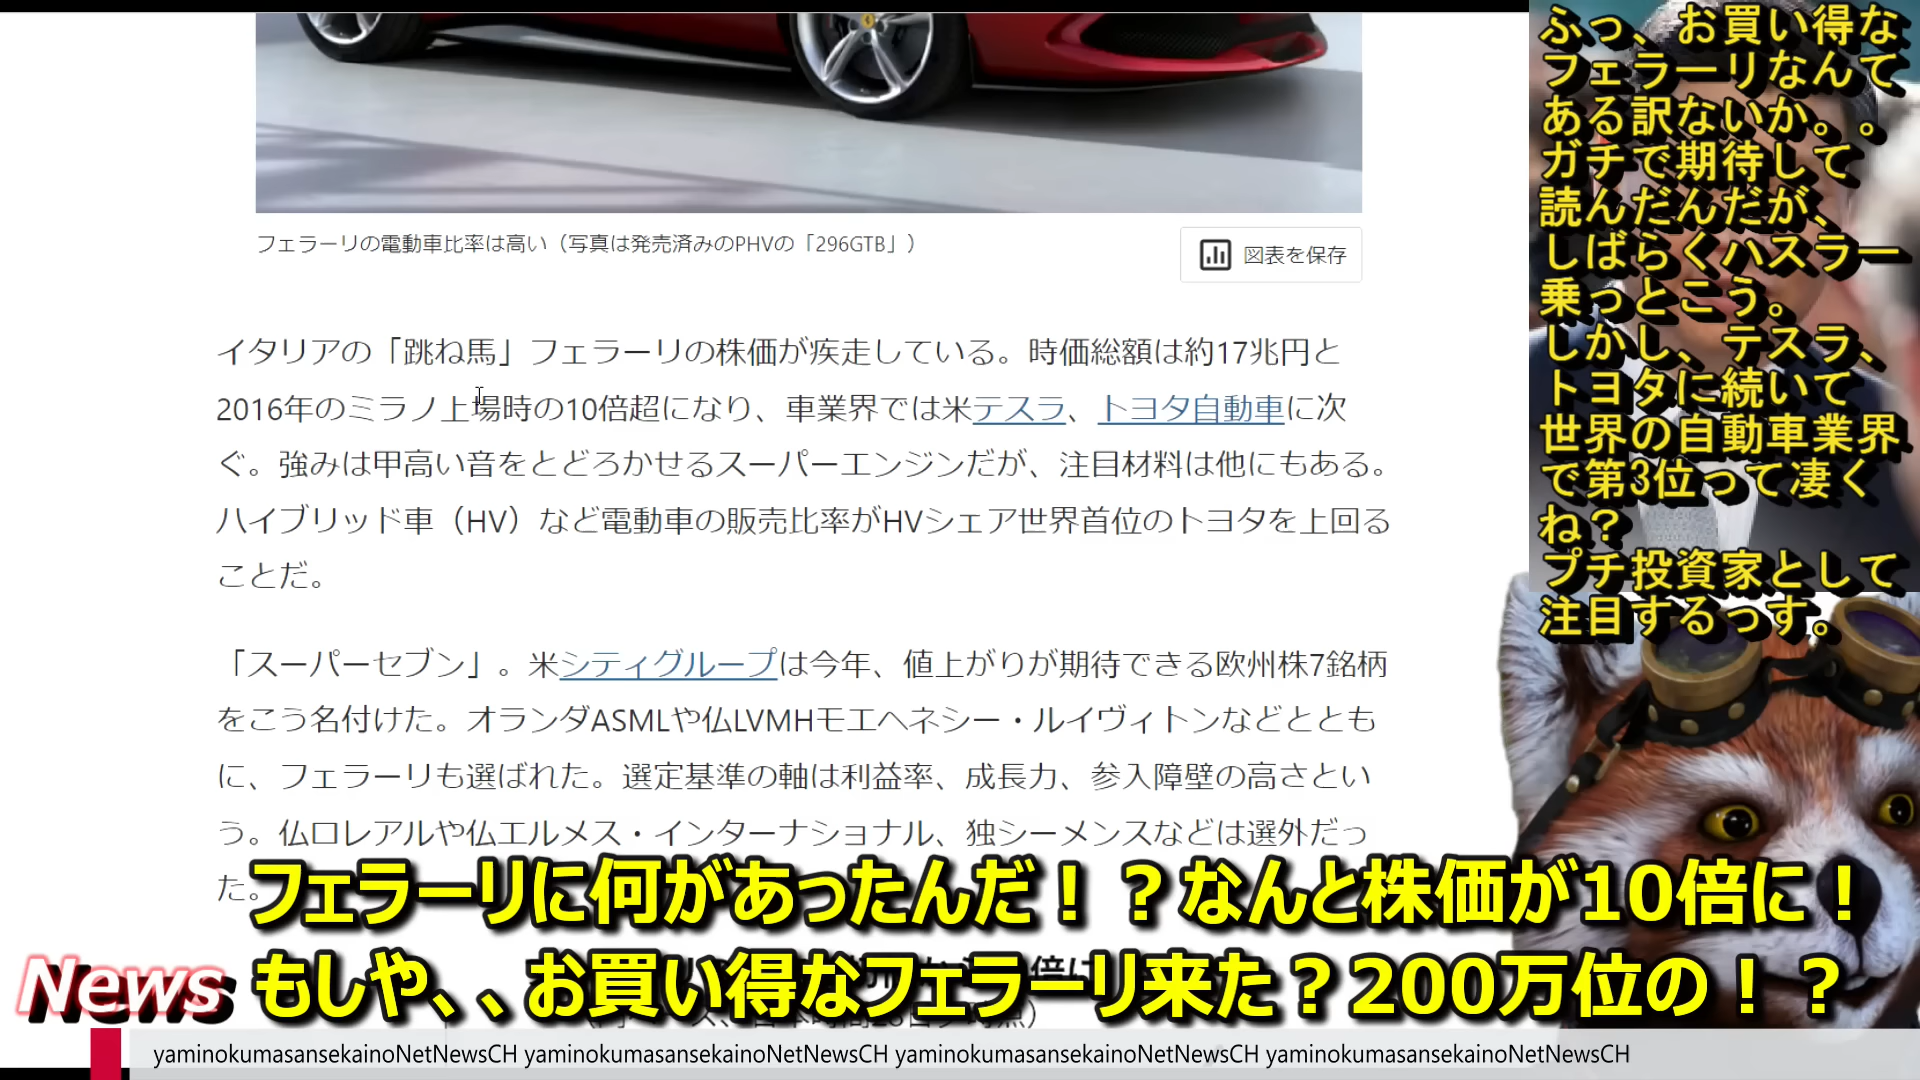 フェラーリの電動車比率は高い（写真は発売済みのPHVの「296GTB」）
図表を保存
イタリアの「跳ね馬」フェラーリの株価が疾走している。時価総額は約17兆円と
2016年のミラノ上場時の10倍超になり、車業界では米テスラ、トヨタ自動車に次
ぐ。強みは甲高い音をとどろかせるスーパーエンジンだが、注目材料は他にもある。
ハイブリッド車（HV）など電動車の販売比率がHVシェア世界首位のトヨタを上回る
ことだ。
「スーパーセブン」。米シティグループは今年、値上がりが期待できる欧州株7銘柄
をこう名付けた。オランダASMLや仏LVMHモエヘネシー・ルイヴィトンなどととも
に、フェラーリも選ばれた。選定基準の軸は利益率、成長力、参入障壁の高さとい
う。仏ロレアルや仏エルメス・インターナショナル、独シーメンスなどは選外だっ
た。
ふっ、お買い得な
フェラーリなんて
ある訳ないか。。
ガチで期待して
読んだんだが、
しばらくハスラー
乗っとこう。
しかし、テスラ、
トヨタに続いて
世界の自動車業界
で第3位って凄く
ね？
プチ投資家として
注目するっす。
フェラーリに何があったんだ！？なんと株価が10倍に！
もしや、、お買い得なフェラーリ来た？200万位の！？
News
yaminokumasansekainoNetNewsCH yaminokumasansekainoNetNewsCH yaminokumasansekainoNetNewsCH yaminokumasansekainoNetNewsCH